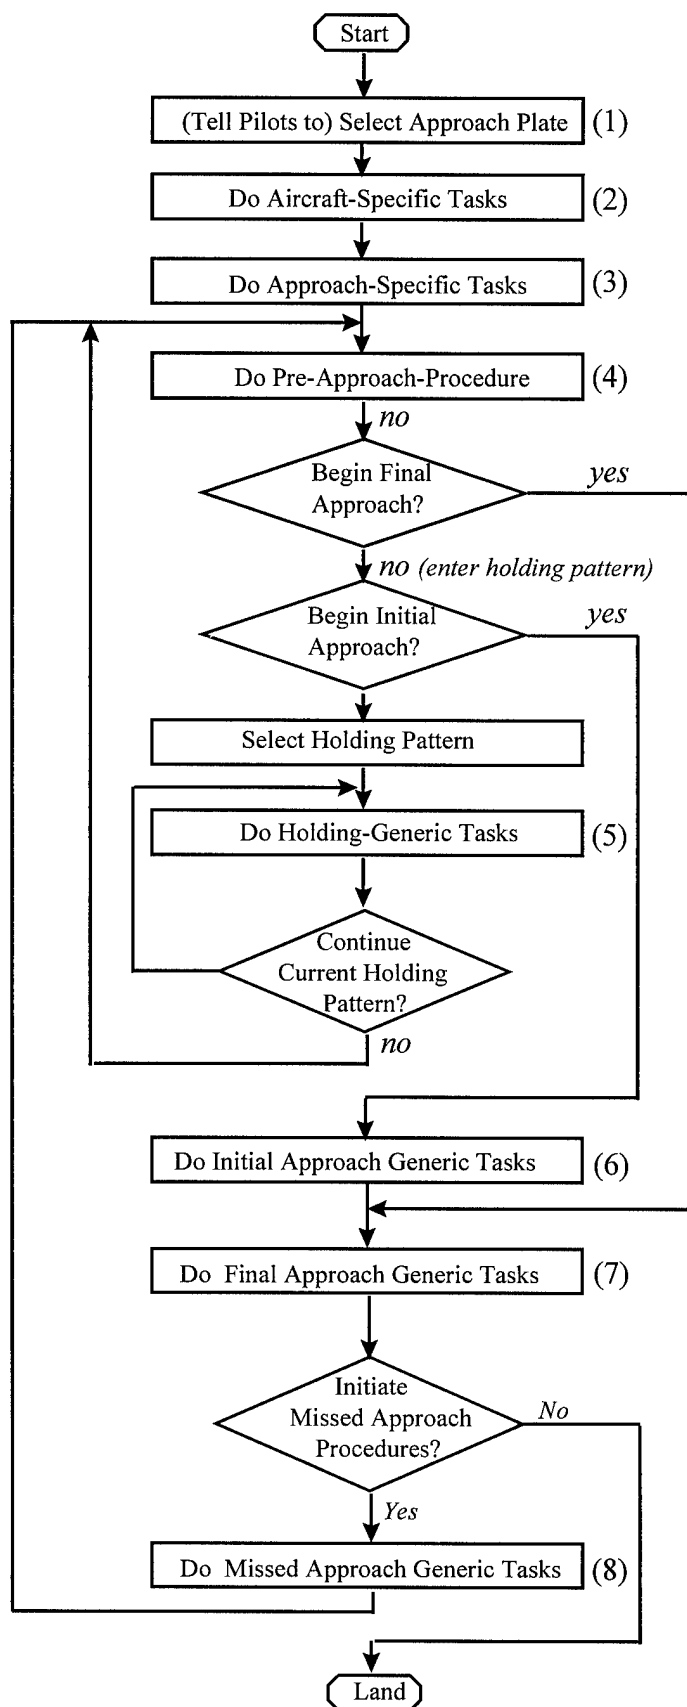 Start
(Tell Pilots to) Select Approach Plate (1)
Do Aircraft-Specific Tasks (2)
Do Approach-Specific Tasks (3)
Do Pre-Approach-Procedure (4)
no
Begin Final
Approach?
yes
no (enter holding pattern)
Begin Initial
Approach?
yes
Select Holding Pattern
Do Holding-Generic Tasks (5)
Continue
Current Holding
Pattern?
no
Do Initial Approach Generic Tasks (6)
Do Final Approach Generic Tasks (7)
Initiate
Missed Approach
Procedures?
No
Yes
Do Missed Approach Generic Tasks (8)
Land